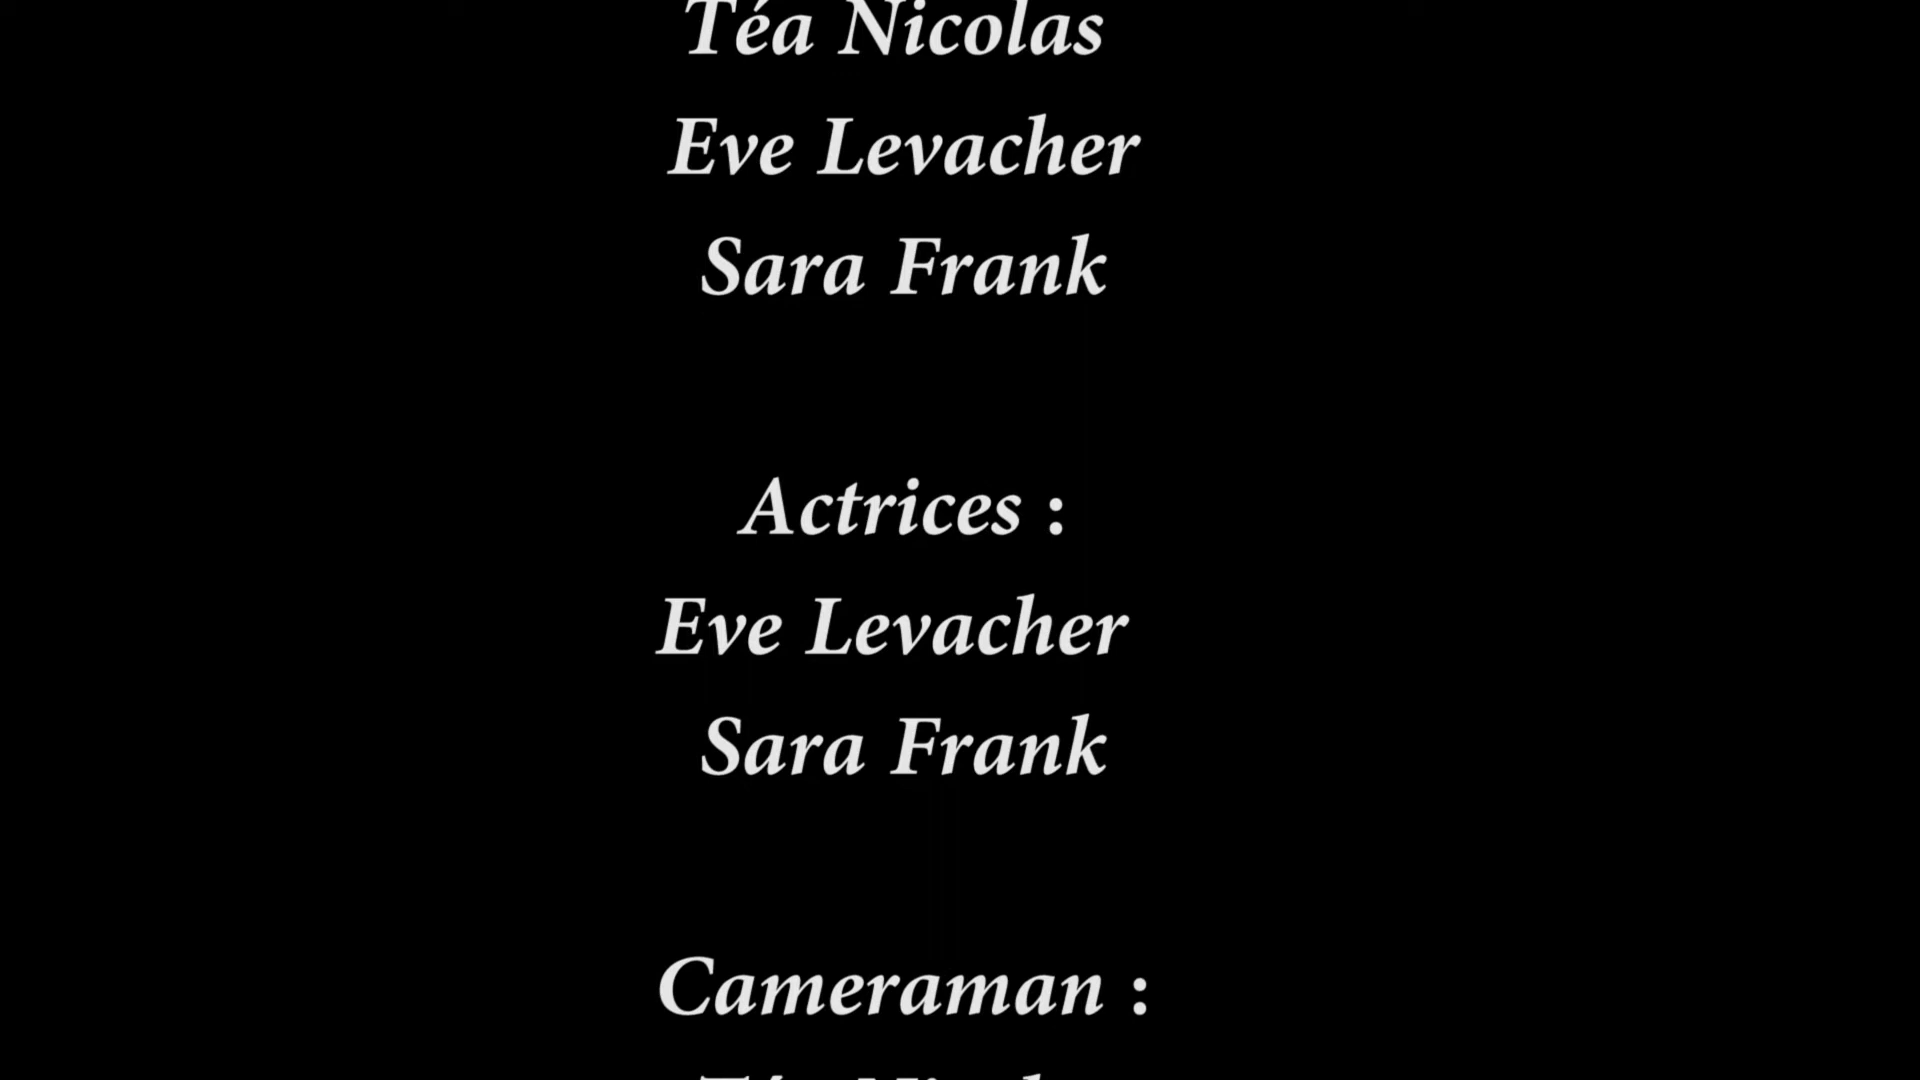 Téa Nicolas
Eve Levacher
Sara Frank
Actrices :
Eve Levacher
Sara Frank
Cameraman :